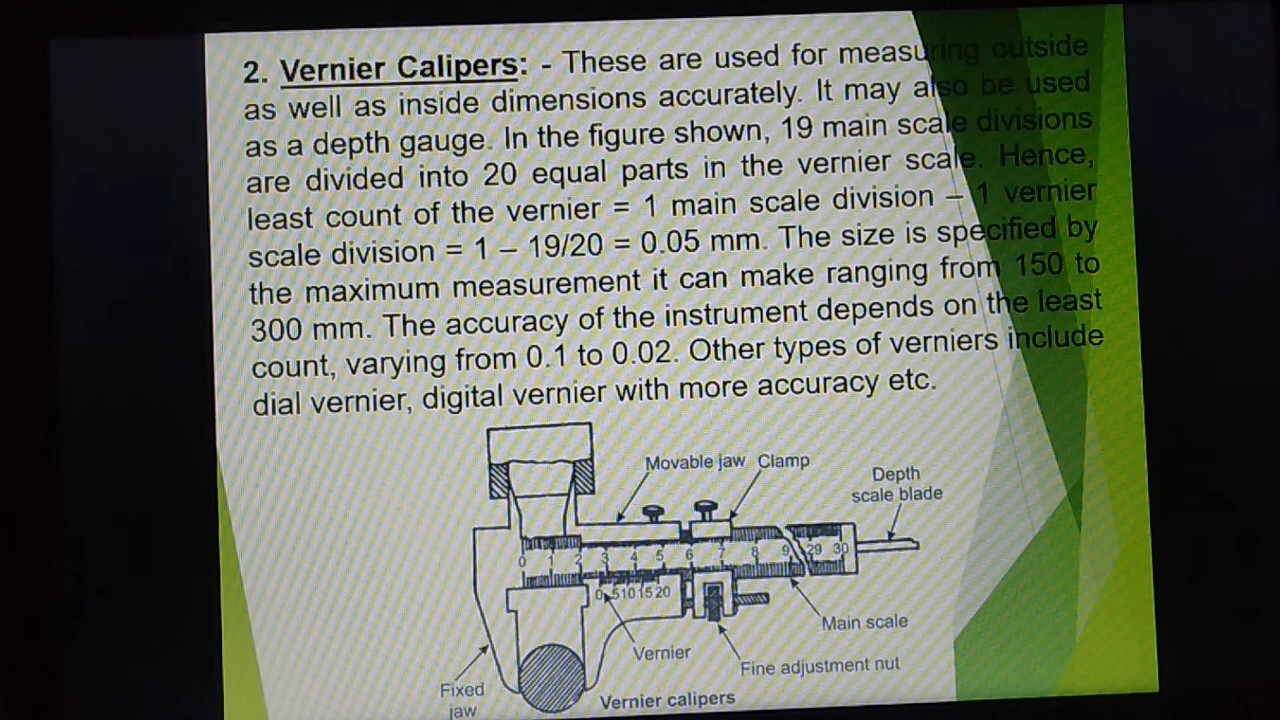 2. Vernier Calipers: - These are used for measuring outside
as well as inside dimensions accurately. It may also be used
as a depth gauge. In the figure shown, 19 main scale divisions
are divided into 20 equal parts in the vernier scale. Hence,
least count of the vernier = 1 main scale division – 1 vernier
scale division = 1 – 19/20 = 0.05 mm. The size is specified by
the maximum measurement it can make ranging from 150 to
300 mm. The accuracy of the instrument depends on the least
count, varying from 0.1 to 0.02. Other types of verniers include
dial vernier, digital vernier with more accuracy etc.
Movable jaw Clamp
Depth
scale blade
0 1 2 3 4 5 6 7 8 9 29 30
0 5 10 15 20
Main scale
Vernier
Fine adjustment nut
Fixed
jaw
Vernier calipers